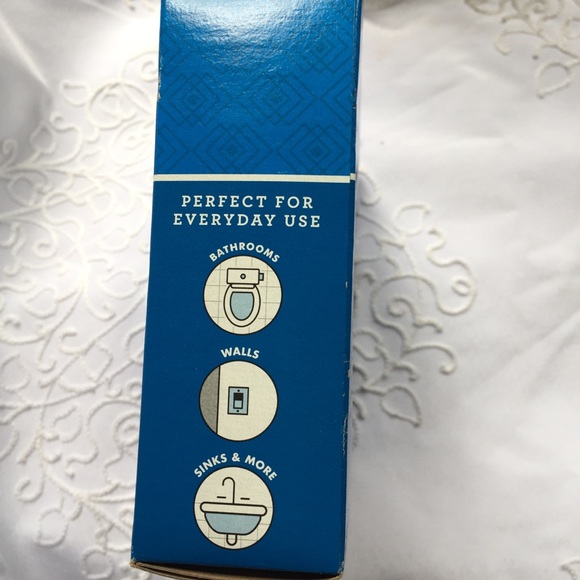 PERFECT FOR
EVERYDAY USE
BATHROOMS
WALLS
SINKS & MORE